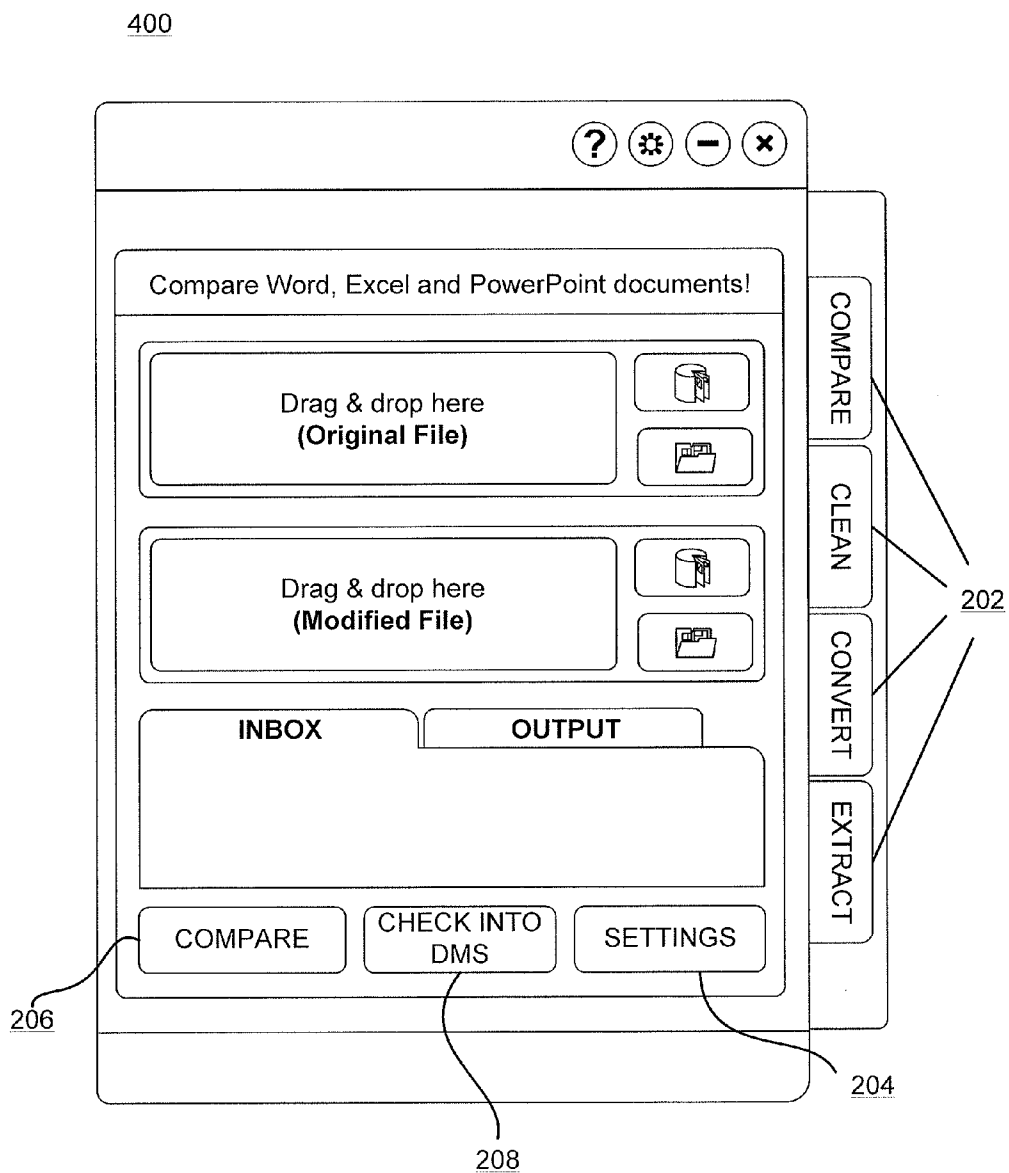 400
?
Compare Word, Excel and PowerPoint documents!
Drag & drop here
(Original File)
Drag & drop here
(Modified File)
INBOX
OUTPUT
COMPARE
CHECK INTO
DMS
SETTINGS
COMPARE
CLEAN
CONVERT
EXTRACT
202
206
204
208